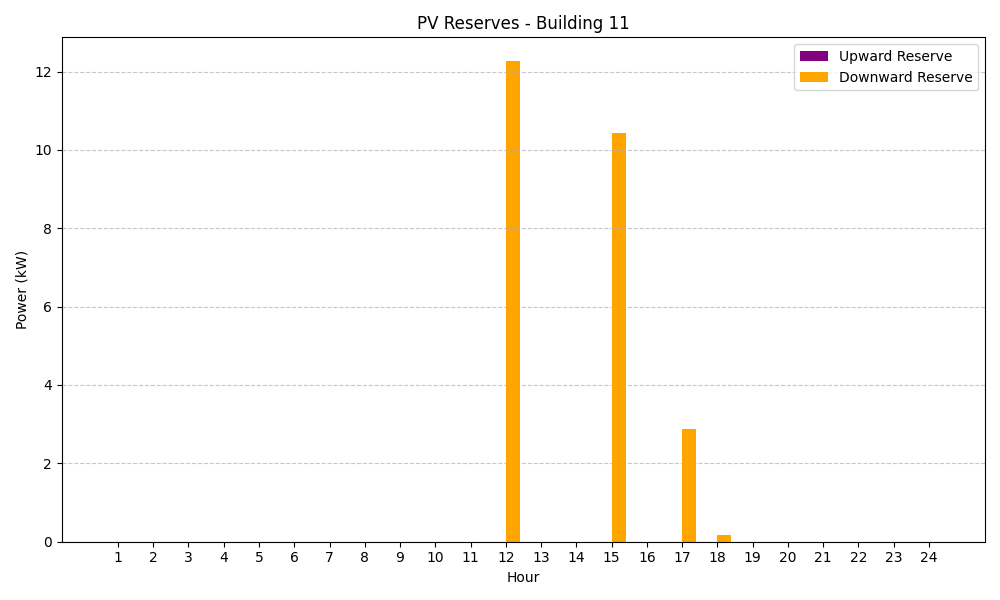 PV Reserves - Building 11
Upward Reserve
Downward Reserve
12
10
8
6
4
2
0
Power (kW)
1 2 3 4 5 6 7 8 9 10 11 12 13 14 15 16 17 18 19 20 21 22 23 24
Hour